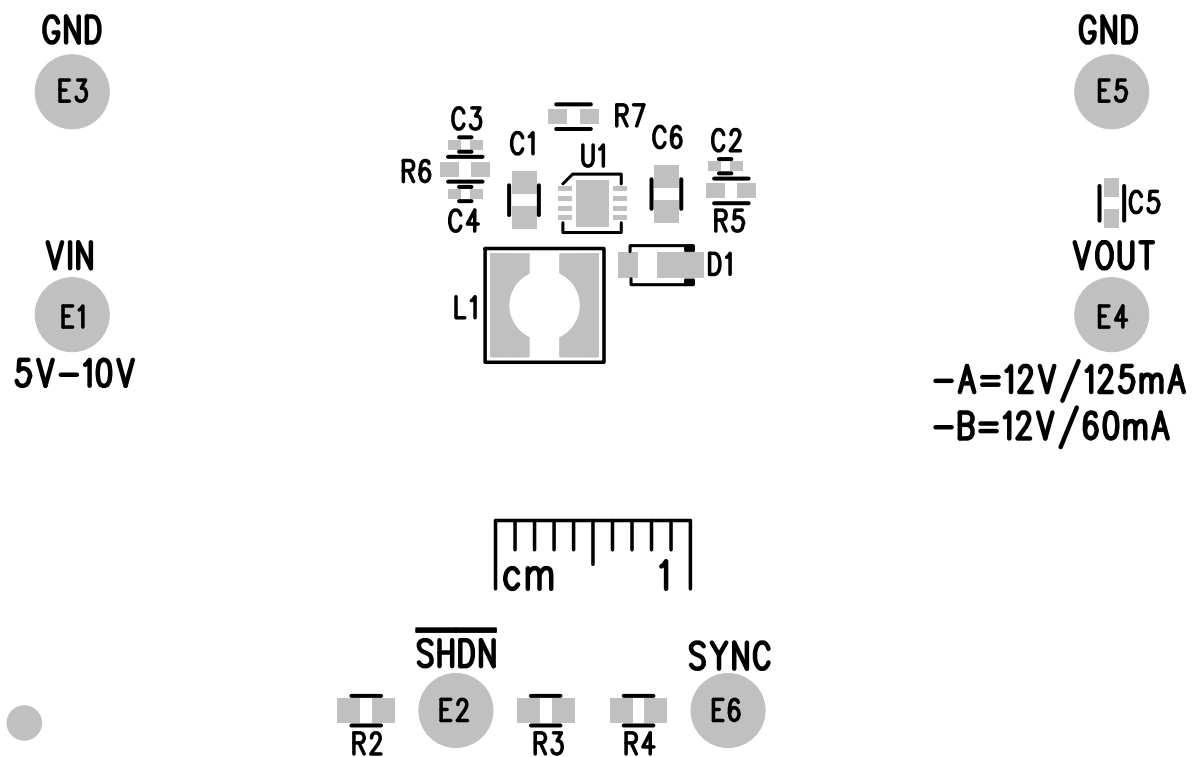 GND
E3
GND
E5
C3
R7
C1
C6
C2
U1
R6
C4
R5
C5
VIN
E1
5V-10V
D1
L1
VOUT
E4
-A=12V/125mA
-B=12V/60mA
cm 1
SHDN
E2
SYNC
E6
R2
R3
R4